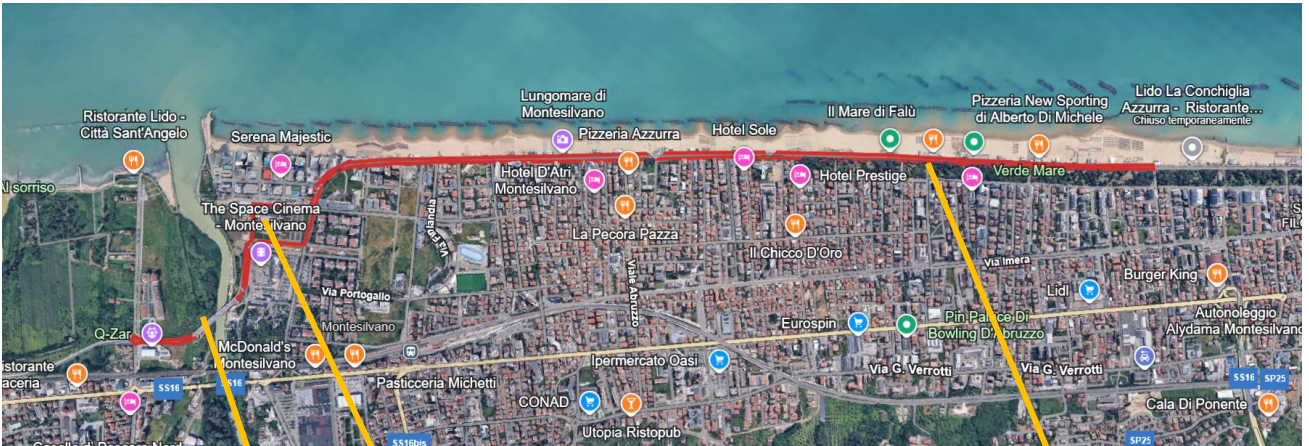 Ristorante Lido -
Città Sant'Angelo
Serena Majestic
Lungomare di
Montesilvano
Pizzeria Azzurra
Hotel Sole
Il Mare di Falù
Pizzeria New Sporting
di Alberto Di Michele
Lido La Conchiglia
Azzurra - Ristorante...
Chiuso temporaneamente
Al sorriso
Hotel D'Atri
Montesilvano
Hotel Prestige
Verde Mare
The Space Cinema
- Montesilvano
La Pecora Pazza
Via Finlandia
Il Chicco D'Oro
Via Imera
Viale Abruzzo
Burger King
Via Portogallo
Lidl
Q-Zar
Montesilvano
Eurospin
Pin Palace Di
Bowling D'Abruzzo
Autonoleggio
Alydama Montesilvano
McDonald's
Montesilvano
Ipermercato Oasi
Via G. Verrotti
Via G. Verrotti
SS16
SS16
Pasticceria Michetti
SS16
SP25
CONAD
Cala Di Ponente
Utopia Ristopub
SS16bis
SP25